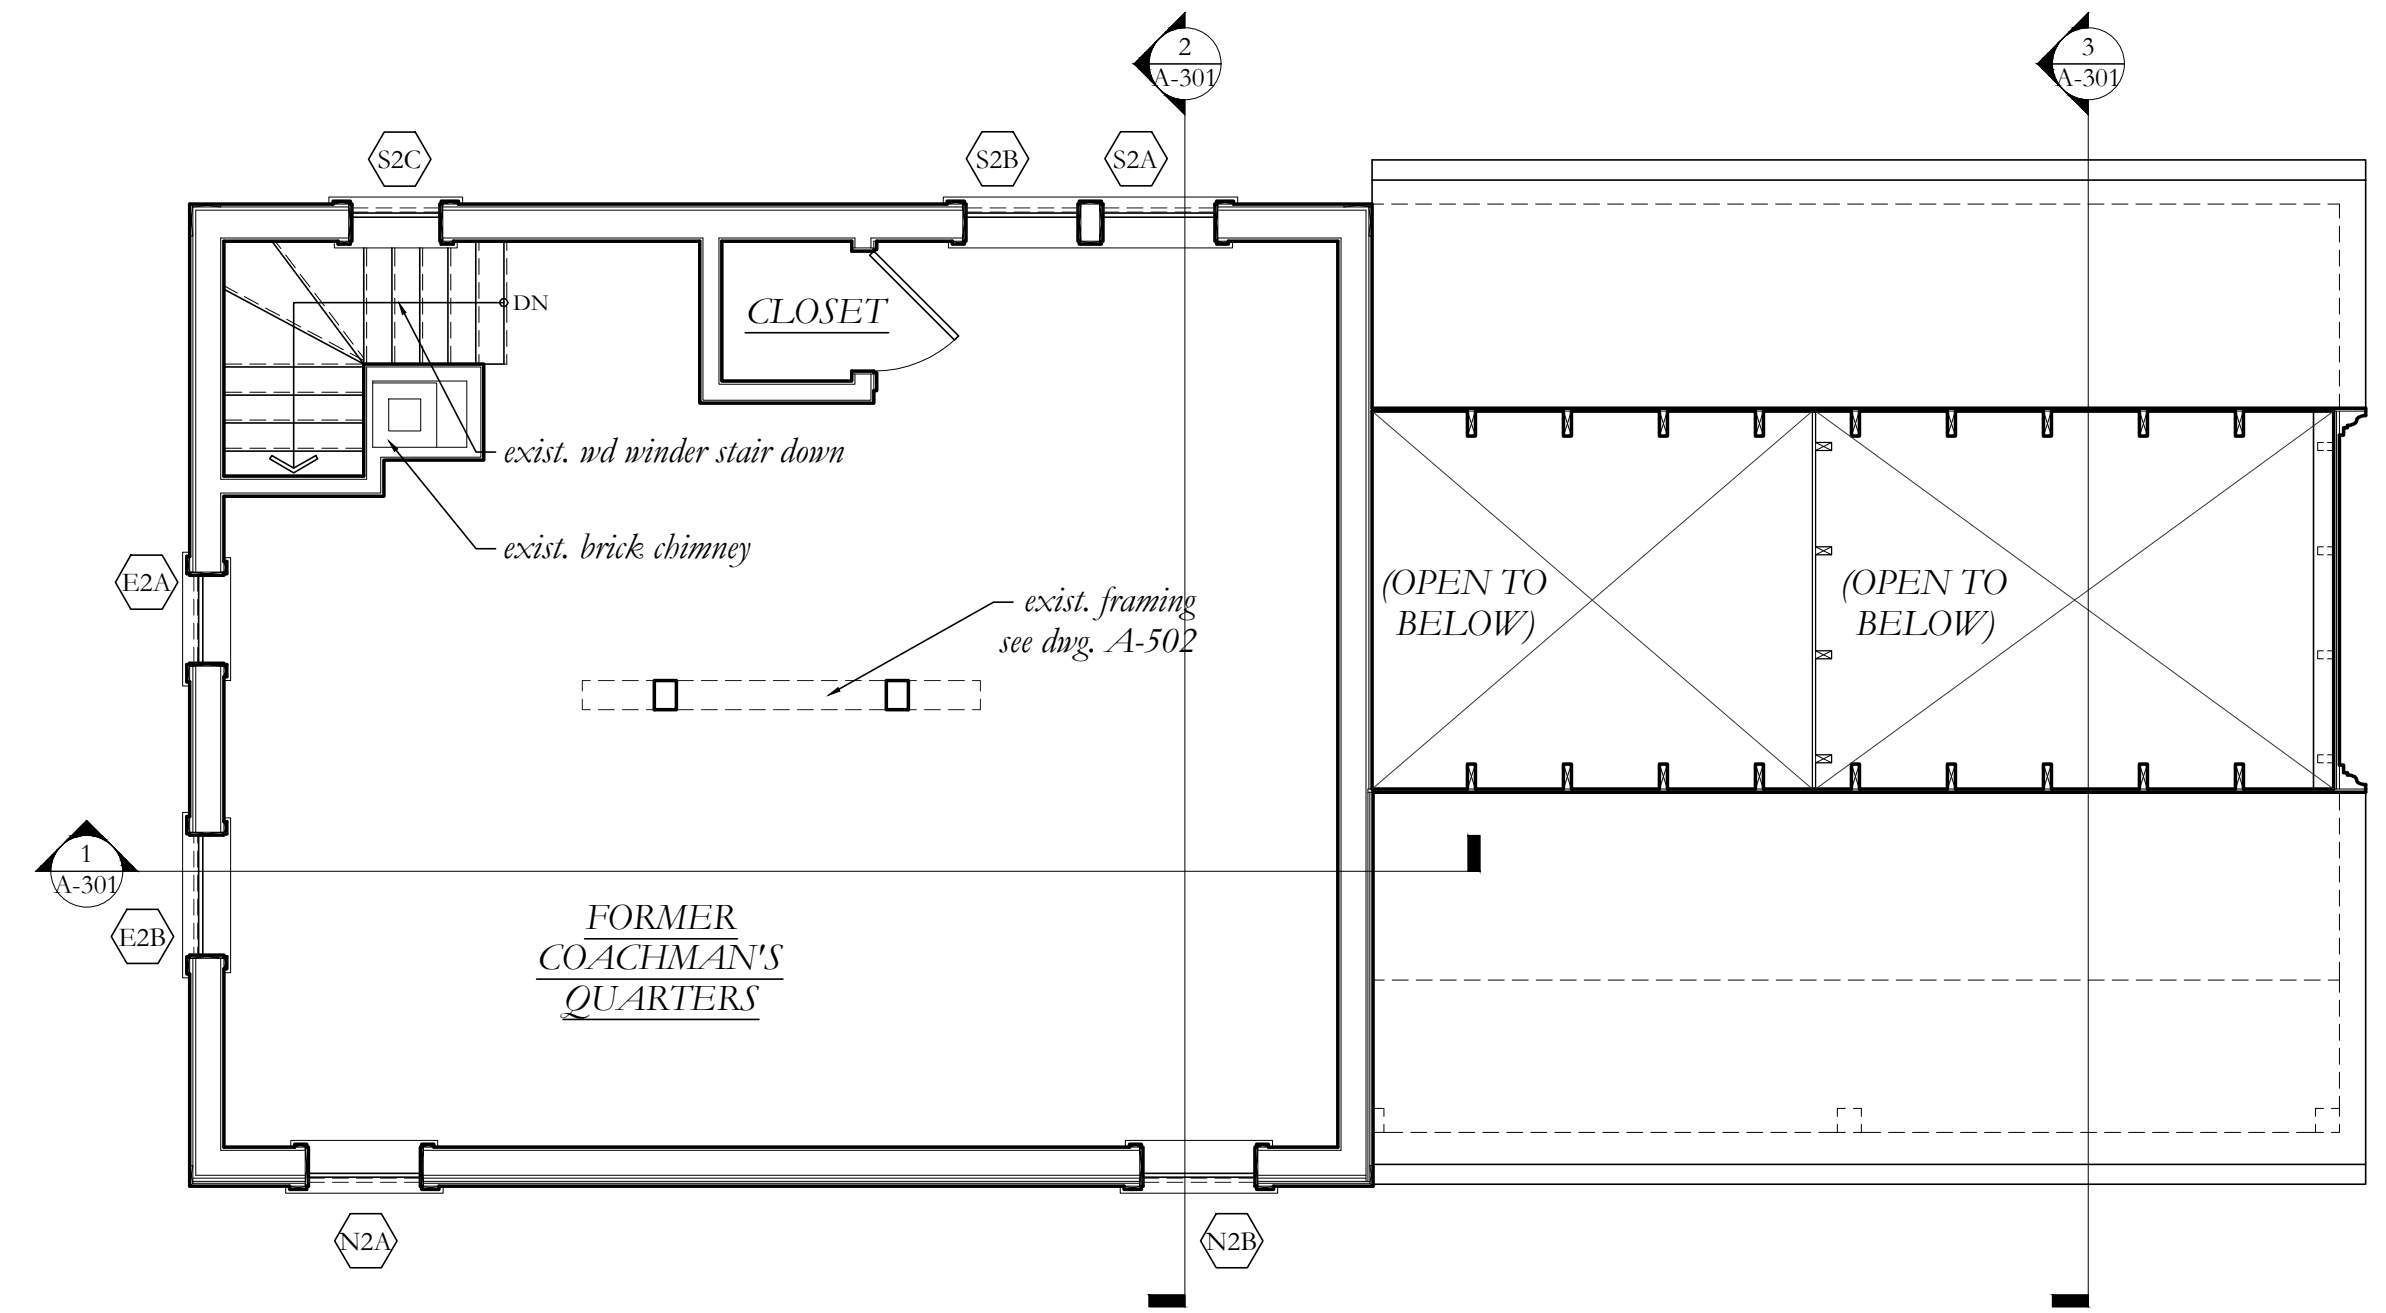 2
A-301
3
A-301
S2C
S2B
S2A
DN
CLOSET
exist. wd winder stair down
exist. brick chimney
E2A
exist. framing
see dwg. A-502
(OPEN TO
BELOW)
(OPEN TO
BELOW)
1
A-301
E2B
FORMER
COACHMAN'S
QUARTERS
N2A
N2B